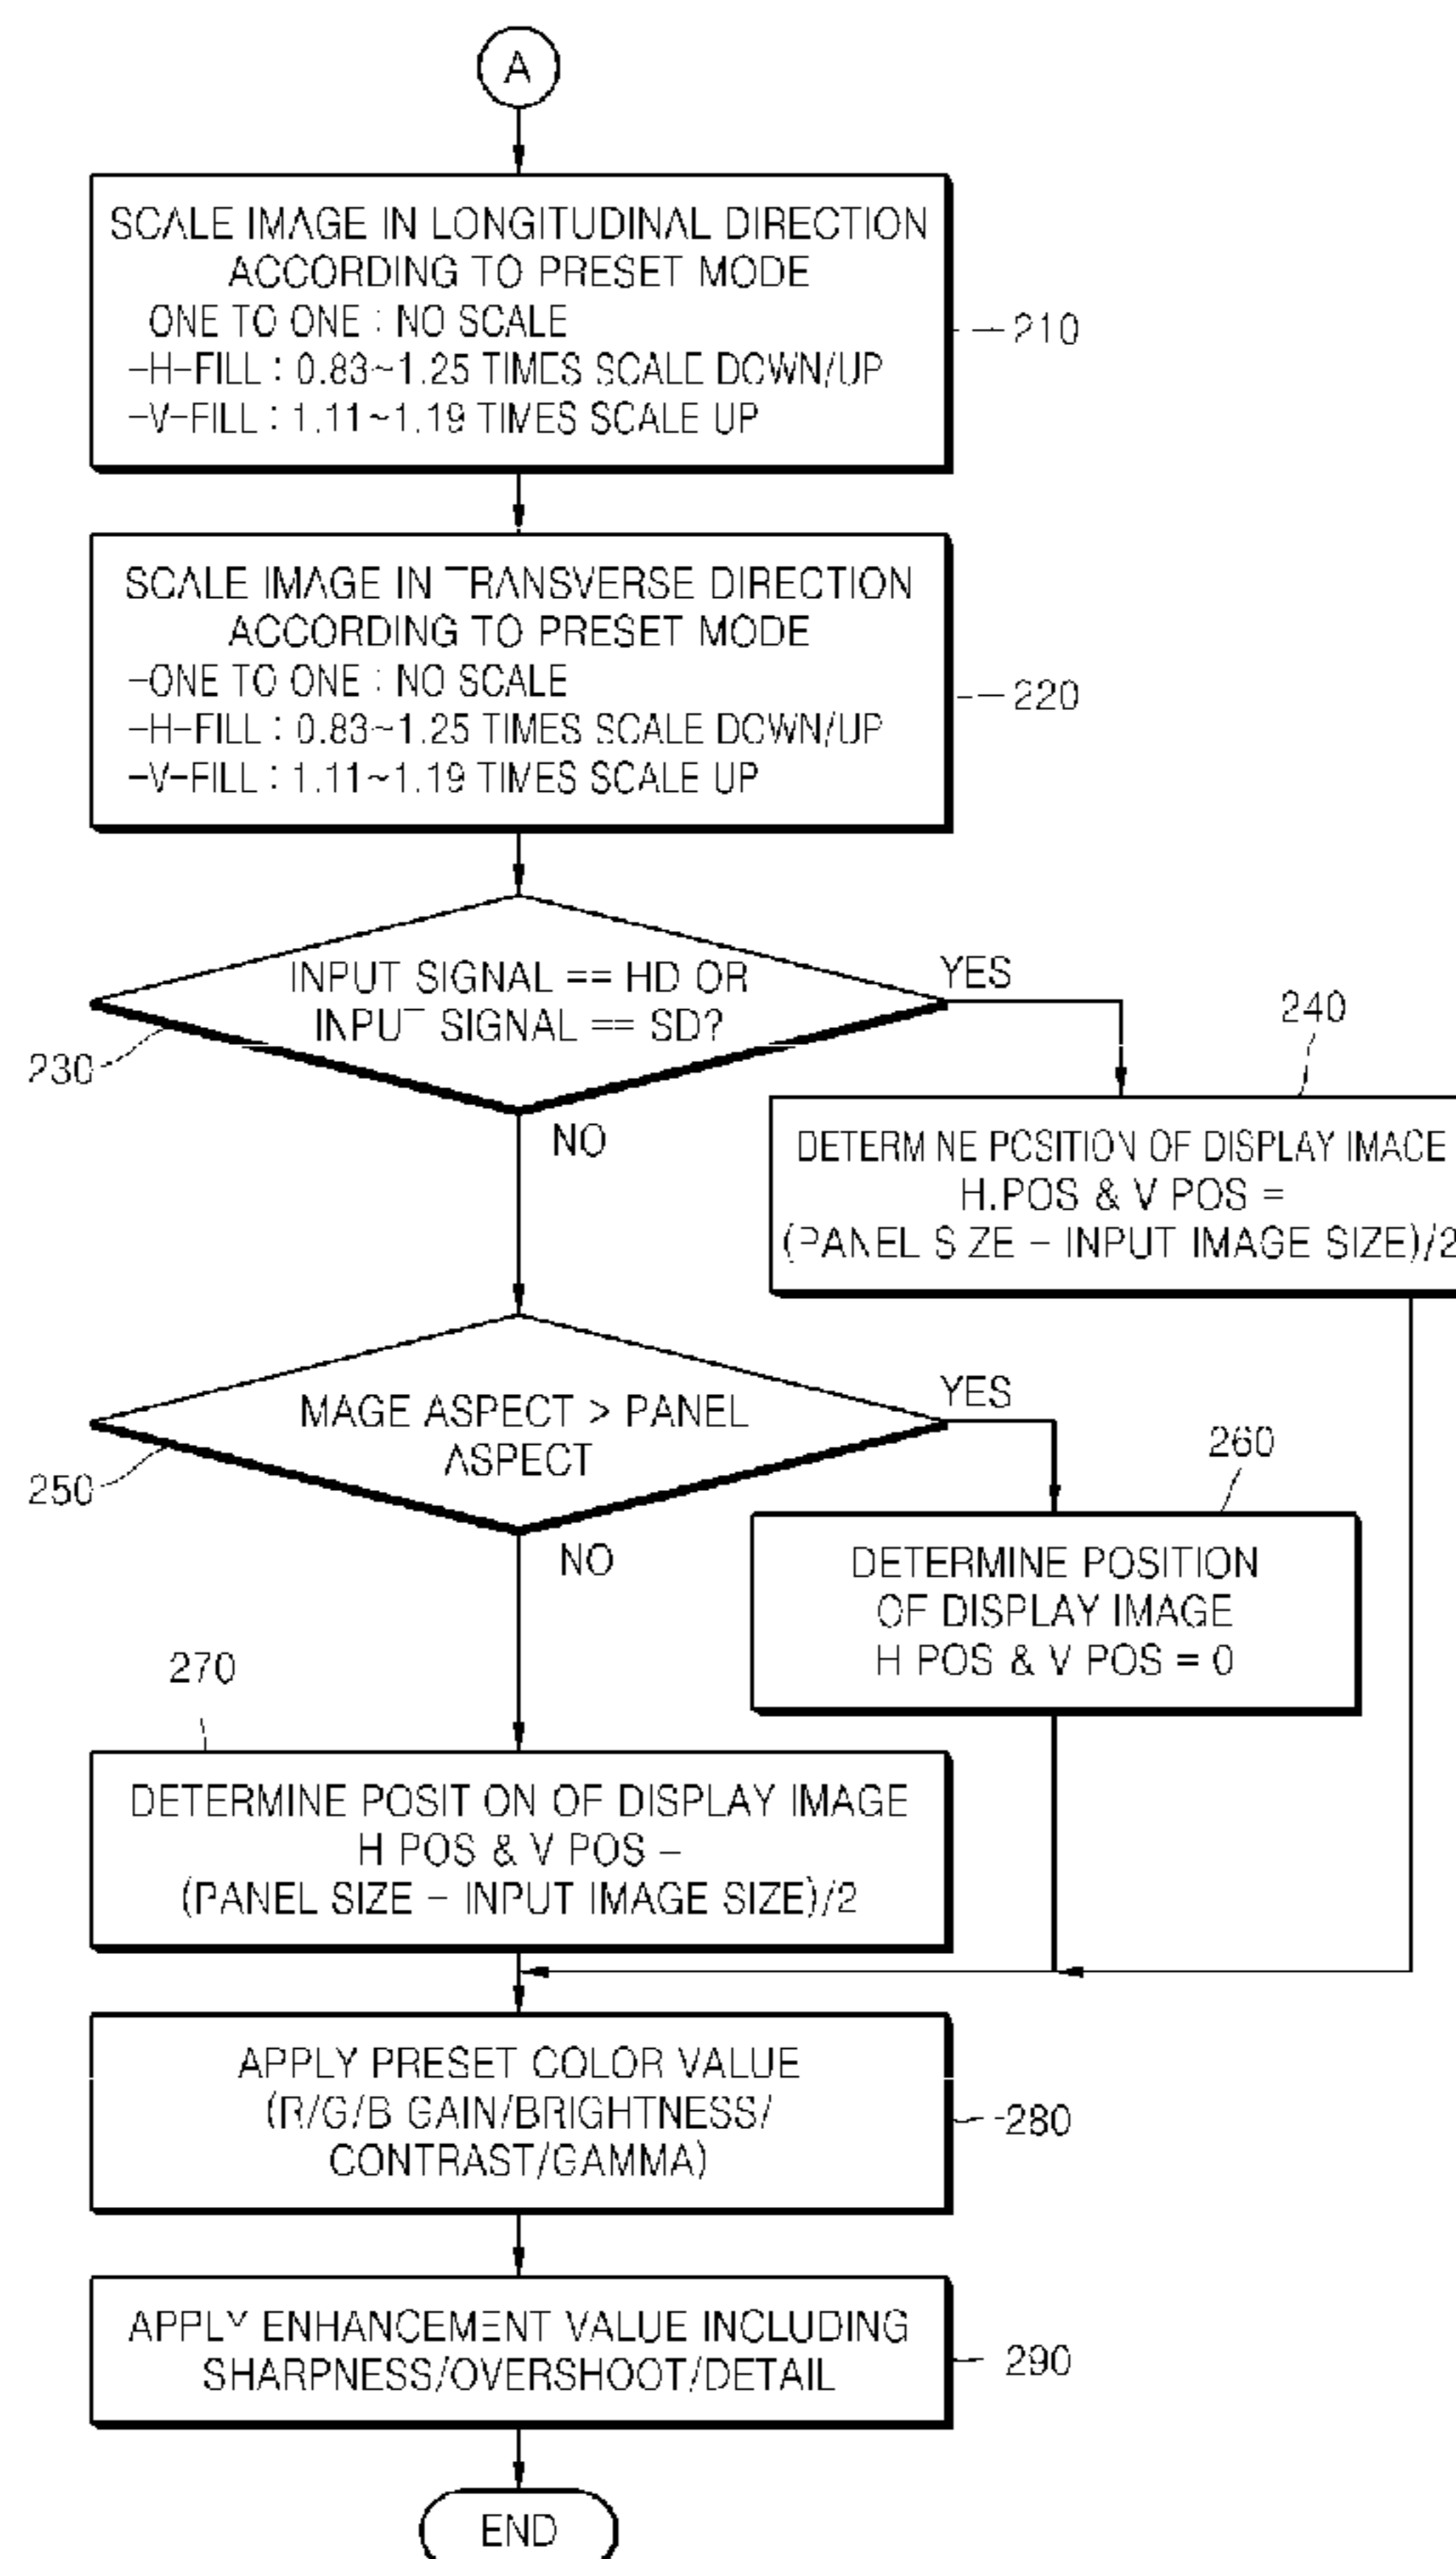 A
SCALE IMAGE IN LONGITUDINAL DIRECTION
ACCORDING TO PRESET MODE
ONE TO ONE : NO SCALE
-H-FILL : 0.83~1.25 TIMES SCALE DOWN/UP
-V-FILL : 1.11~1.19 TIMES SCALE UP
210
SCALE IMAGE IN TRANSVERSE DIRECTION
ACCORDING TO PRESET MODE
-ONE TO ONE : NO SCALE
-H-FILL : 0.83~1.25 TIMES SCALE DOWN/UP
-V-FILL : 1.11~1.19 TIMES SCALE UP
220
INPUT SIGNAL == HD OR
INPUT SIGNAL == SD?
YES
230
NO
240
DETERMINE POSITION OF DISPLAY IMAGE
H.POS & V POS =
(PANEL SIZE - INPUT IMAGE SIZE)/2
MAGE ASPECT > PANEL
ASPECT
YES
250
NO
260
DETERMINE POSITION
OF DISPLAY IMAGE
H POS & V POS = 0
270
DETERMINE POSITION OF DISPLAY IMAGE
H POS & V POS -
(PANEL SIZE - INPUT IMAGE SIZE)/2
APPLY PRESET COLOR VALUE
(R/G/B GAIN/BRIGHTNESS/
CONTRAST/GAMMA)
280
APPLY ENHANCEMENT VALUE INCLUDING
SHARPNESS/OVERSHOOT/DETAIL
290
END